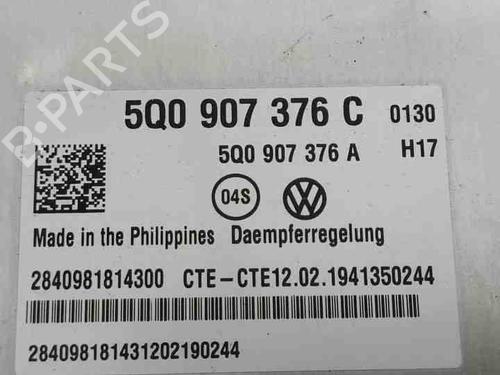 5Q0 907 376 C 0130
5Q0 907 376 A H17
04S
Made in the Philippines Daempferregelung
2840981814300 CTE-CTE12.02.1941350244
284098181431202190244